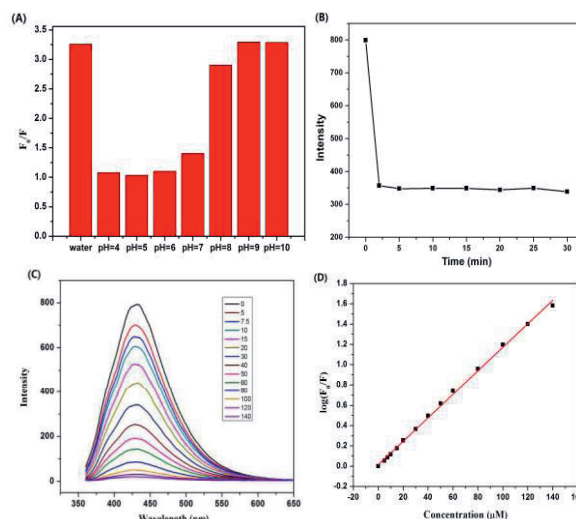 (A)
3.5
3.0
2.5
2.0
1.5
1.0
0.5
0.0
F₀/F
water pH=4 pH=5 pH=6 pH=7 pH=8 pH=9 pH=10
(B)
800
700
600
500
400
300
200
Intensity
0 5 10 15 20 25 30
Time (min)
(C)
800
600
400
200
0
Intensity
0
5
7.5
10
15
20
30
40
50
60
80
100
120
140
350 400 450 500 550 600 650
Wavelength (nm)
(D)
1.8
1.6
1.4
1.2
1.0
0.8
0.6
0.4
0.2
0.0
log(F₀/F)
0 20 40 60 80 100 120 140 160
Concentration (μM)